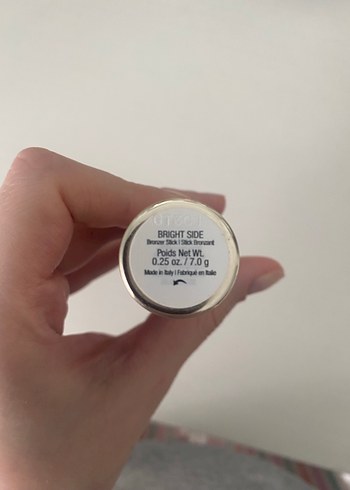 BRIGHT SIDE
Bronzer Stick | Stick Bronzant
Poids Net Wt.
0.25 oz. / 7.0 g
Made in Italy | Fabriqué en Italie